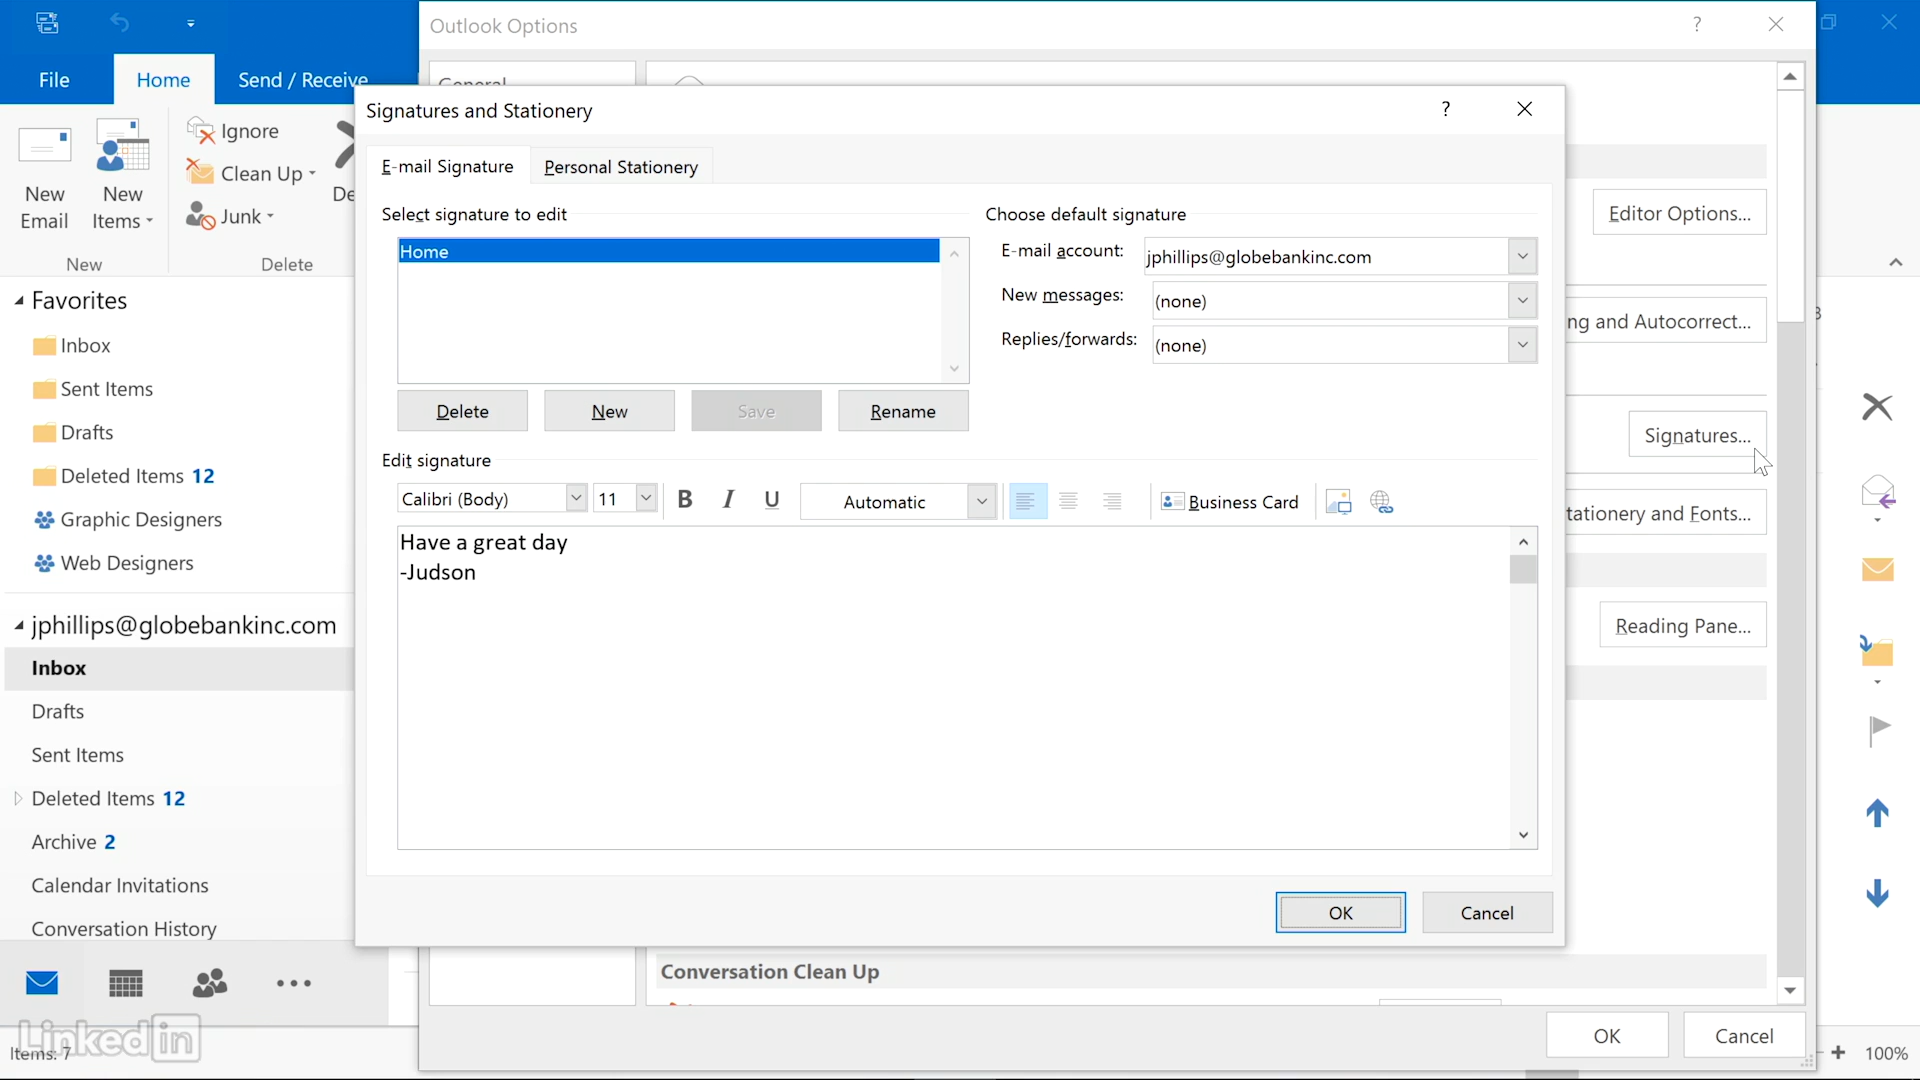 Outlook Options
?
File
Home
Send / Receive
General
Signatures and Stationery
?
Ignore
Clean Up
Junk
New
Email
New
Items
New
Delete
E-mail Signature
Personal Stationery
Select signature to edit
Home
Delete
New
Save
Rename
Choose default signature
E-mail account:
jphillips@globebankinc.com
New messages:
(none)
Replies/forwards:
(none)
Edit signature
Calibri (Body)
11
B
I
U
Automatic
Business Card
Have a great day
-Judson
OK
Cancel
Editor Options...
ng and Autocorrect...
Signatures...
tationery and Fonts...
Reading Pane...
Favorites
Inbox
Sent Items
Drafts
Deleted Items 12
Graphic Designers
Web Designers
jphillips@globebankinc.com
Inbox
Drafts
Sent Items
Deleted Items 12
Archive 2
Calendar Invitations
Conversation History
Conversation Clean Up
OK
Cancel
Linked in
Items: 7
100%